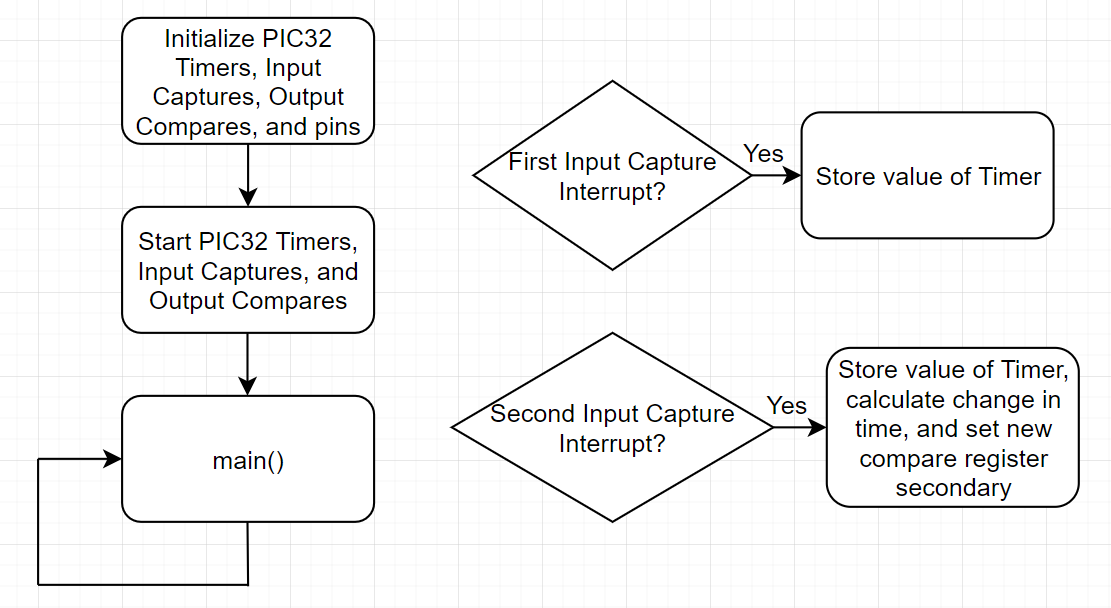 Initialize PIC32
Timers, Input
Captures, Output
Compares, and pins
Start PIC32 Timers,
Input Captures, and
Output Compares
main()
First Input Capture
Interrupt?
Yes
Store value of Timer
Second Input Capture
Interrupt?
Yes
Store value of Timer,
calculate change in
time, and set new
compare register
secondary